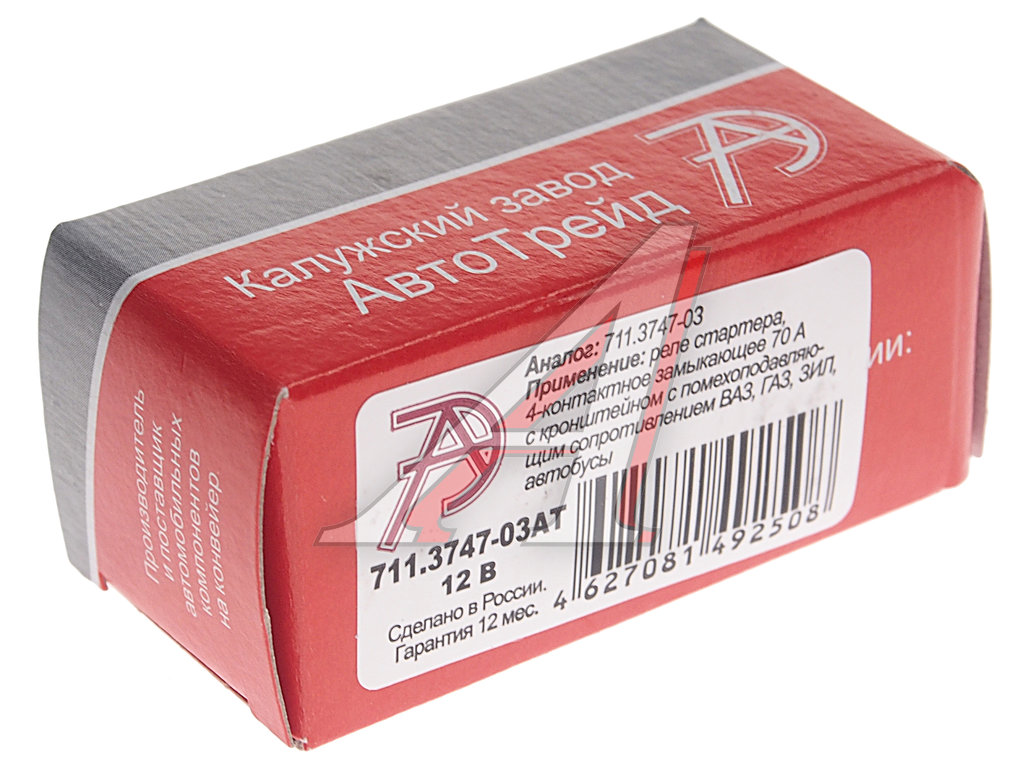 Калужский завод
АвтоТрейд
Производитель
и поставщик
автомобильных
компонентов
на конвейер
Аналог: 711.3747-03
Применение: реле стартера,
4-контактное замыкающее 70 А
с кронштейном с помехоподавляю-
щим сопротивлением ВАЗ, ГАЗ, ЗИЛ,
автобусы
711.3747-03АТ
12 В
Сделано в России.
Гарантия 12 мес.
4 627081 492508
ии: